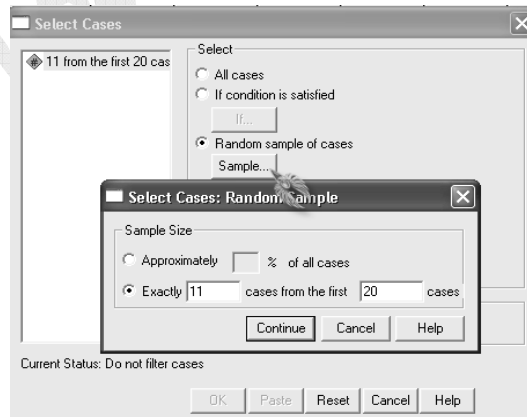 Select Cases
11 from the first 20 cas
Select
All cases
If condition is satisfied
If...
Random sample of cases
Sample...
Select Cases: Random Sample
Sample Size
Approximately % of all cases
Exactly 11 cases from the first 20 cases
Continue Cancel Help
Current Status: Do not filter cases
OK Paste Reset Cancel Help